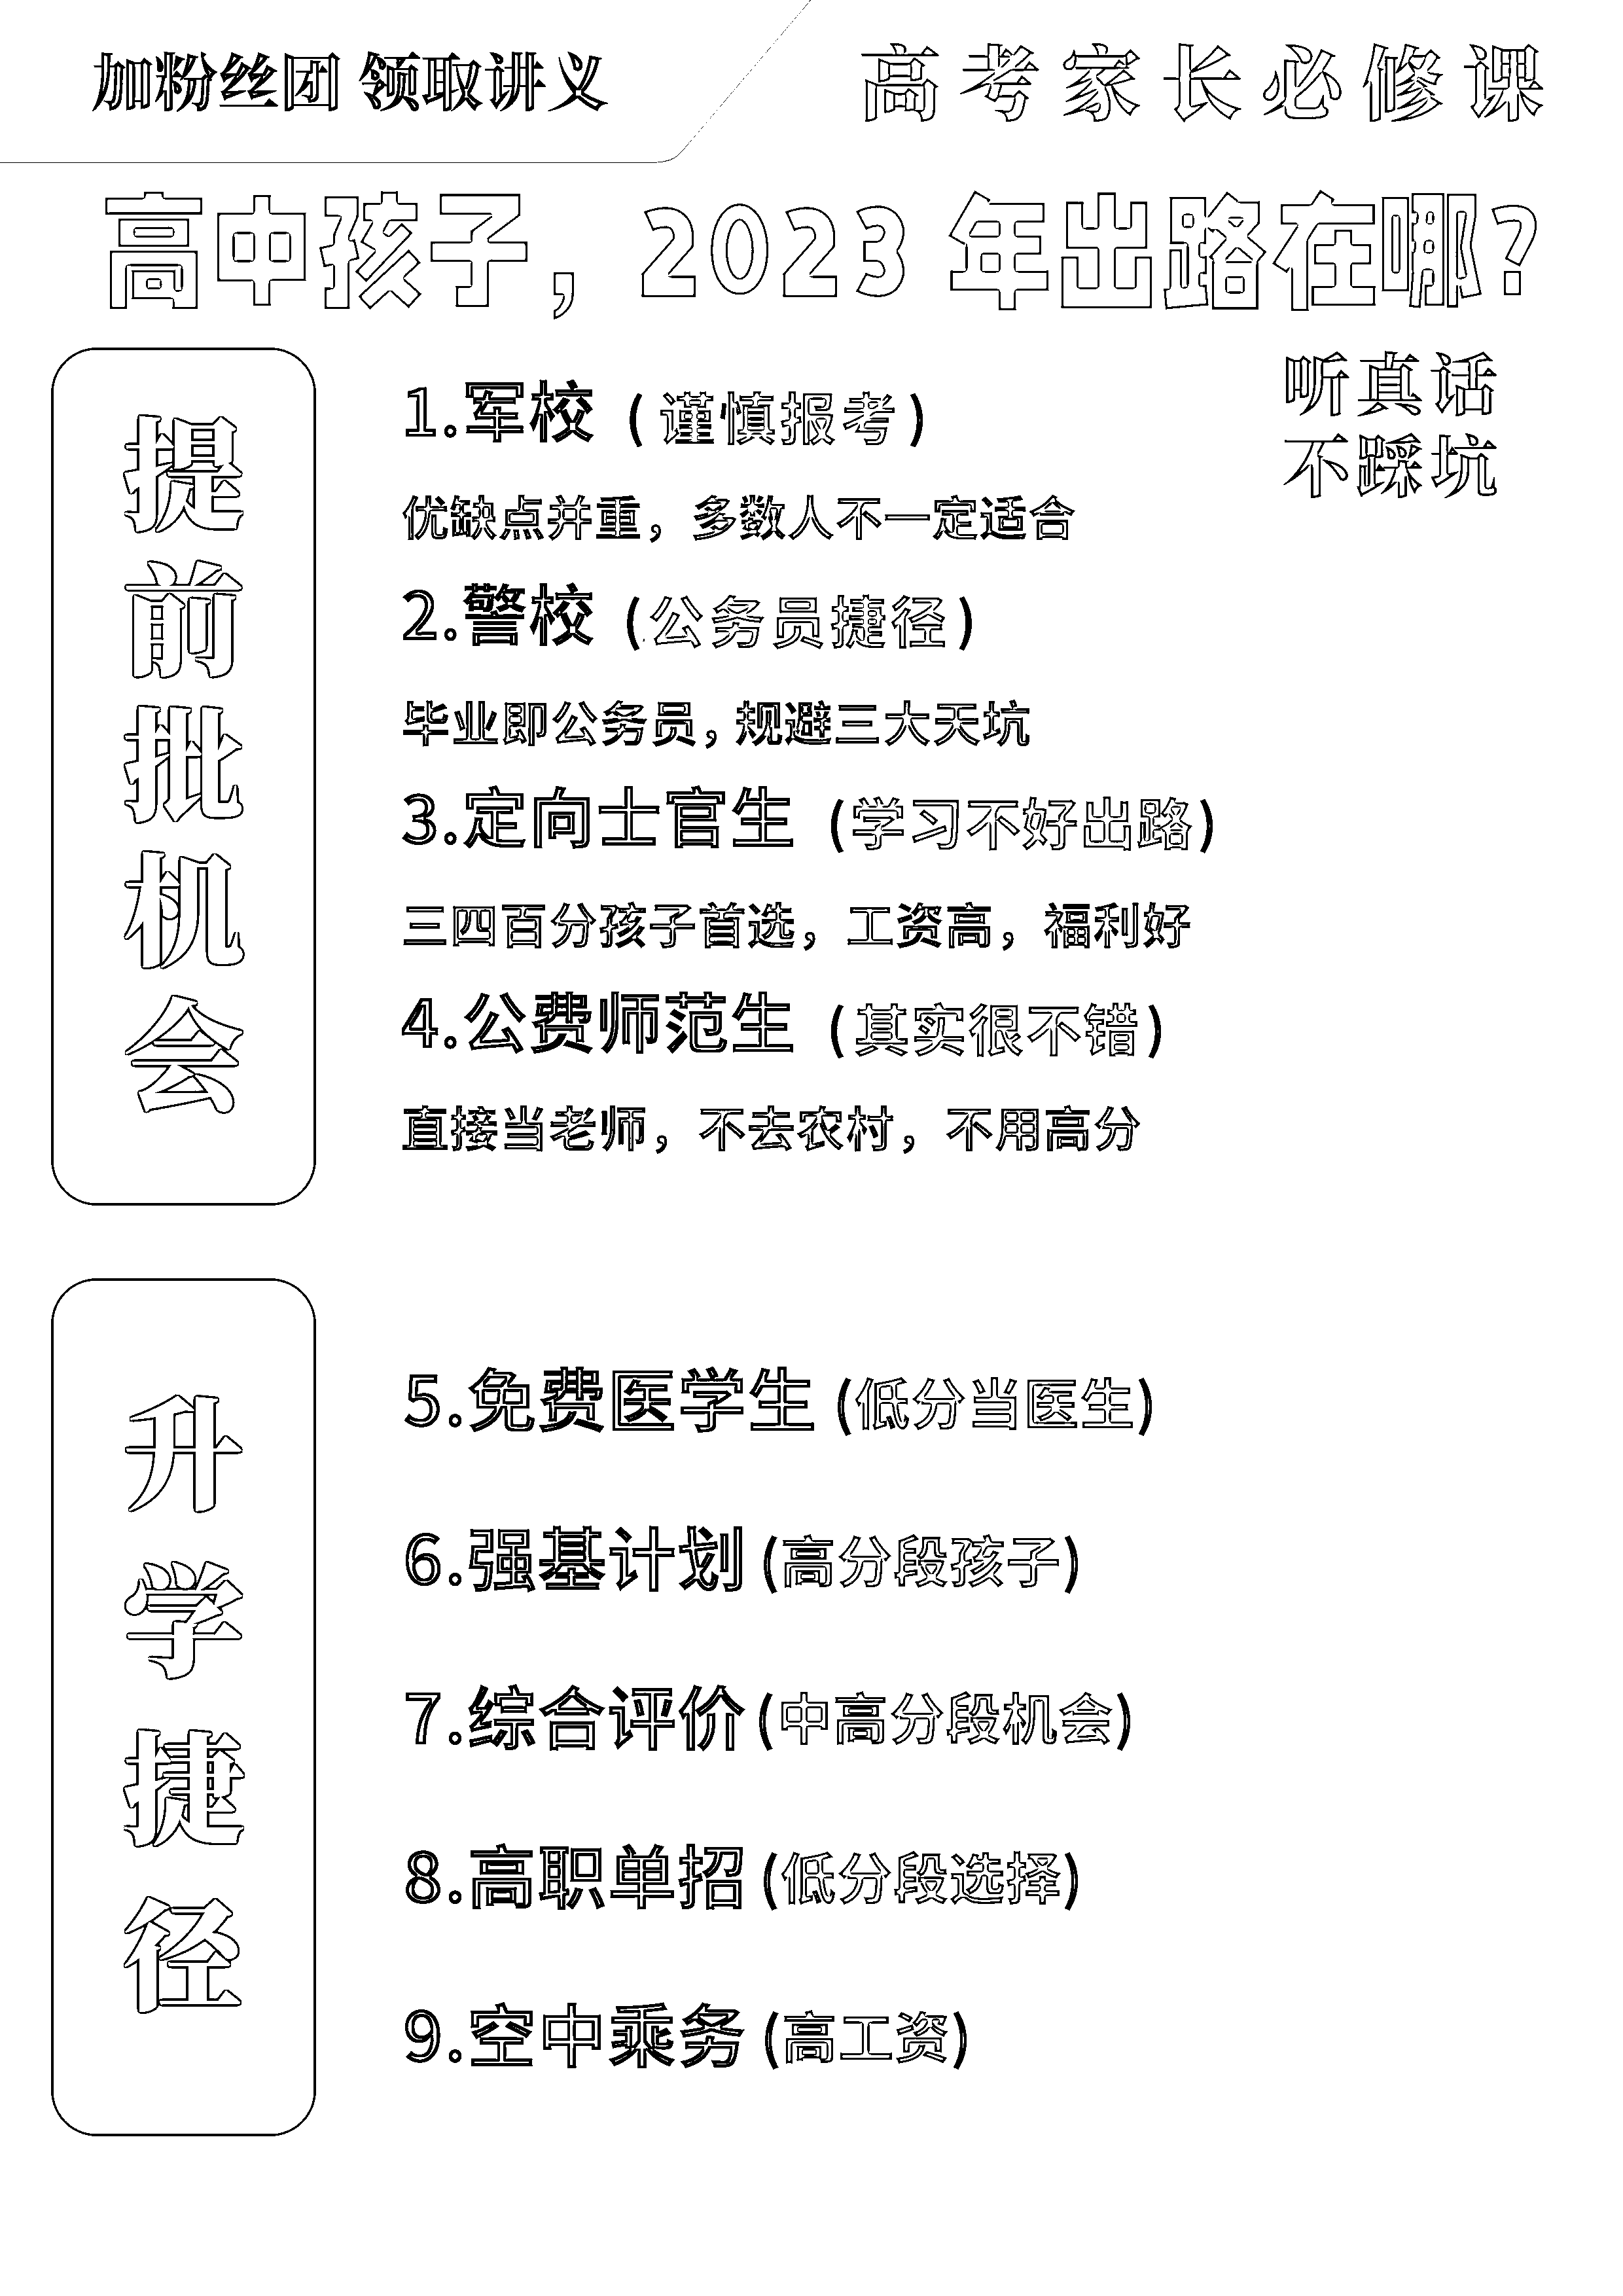 加粉丝团 领取讲义
高考家长必修课
高中孩子，2023年出路在哪?
听真话
不踩坑
提前批机会
1.军校 (谨慎报考)
优缺点并重，多数人不一定适合
2.警校 (公务员捷径)
毕业即公务员，规避三大天坑
3.定向士官生 (学习不好出路)
三四百分孩子首选，工资高，福利好
4.公费师范生 (其实很不错)
直接当老师，不去农村，不用高分
升学捷径
5.免费医学生(低分当医生)
6.强基计划(高分段孩子)
7.综合评价(中高分段机会)
8.高职单招(低分段选择)
9.空中乘务(高工资)